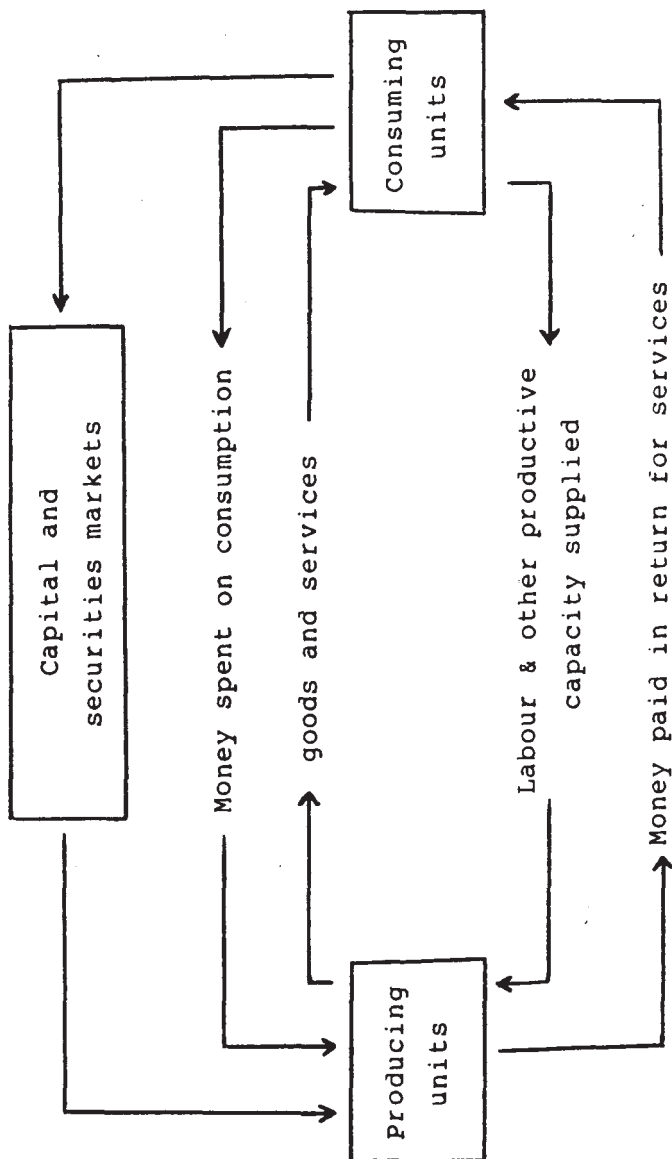 Capital and
securities markets
Money spent on consumption
goods and services
Producing
units
Consuming
units
Labour & other productive
capacity supplied
Money paid in return for services